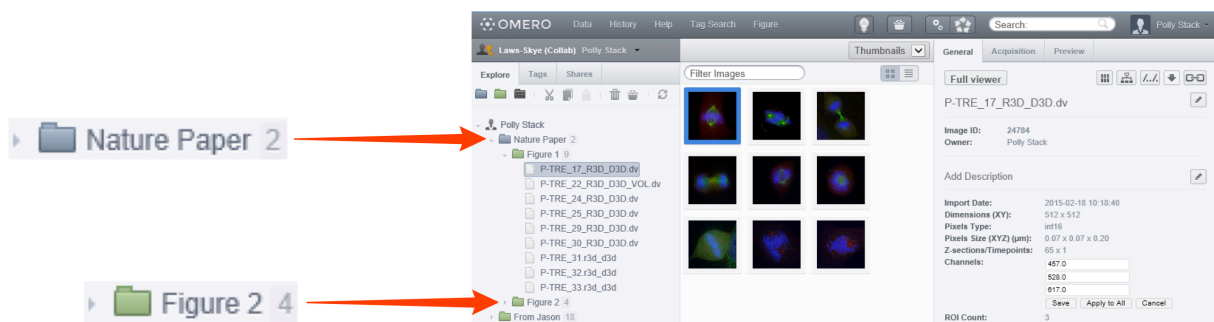 Nature Paper 2
Figure 2 4
OMERO Data History Help Tag Search Figure Search: Polly Stack
Laws-Skye (Collab) Polly Stack Thumbnails General Acquisition Preview
Explore Tags Shares Filter Images
Full viewer
Polly Stack
Nature Paper 2
Figure 1 9
P-TRE_17_R3D_D3D.dv
P-TRE_22_R3D_D3D_VOL.dv
P-TRE_24_R3D_D3D.dv
P-TRE_25_R3D_D3D.dv
P-TRE_29_R3D_D3D.dv
P-TRE_30_R3D_D3D.dv
P-TRE_31.r3d_d3d
P-TRE_32.r3d_d3d
P-TRE_33.r3d_d3d
Figure 2 4
From Jason 18
P-TRE_17_R3D_D3D.dv
Image ID: 24784
Owner: Polly Stack
Add Description
Import Date: 2015-02-18 10:18:40
Dimensions (XY): 512 x 512
Pixels Type: int16
Pixels Size (XYZ) (µm): 0.07 x 0.07 x 0.20
Z-sections/Timepoints: 65 x 1
Channels: 457.0
528.0
617.0
Save Apply to All Cancel
ROI Count: 3